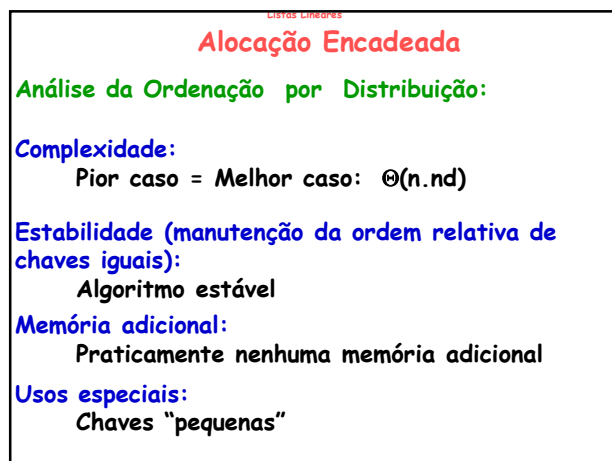 Listas Lineares
Alocação Encadeada
Análise da Ordenação por Distribuição:
Complexidade:
Pior caso = Melhor caso: Θ(n.nd)
Estabilidade (manutenção da ordem relativa de
chaves iguais):
Algoritmo estável
Memória adicional:
Praticamente nenhuma memória adicional
Usos especiais:
Chaves “pequenas”